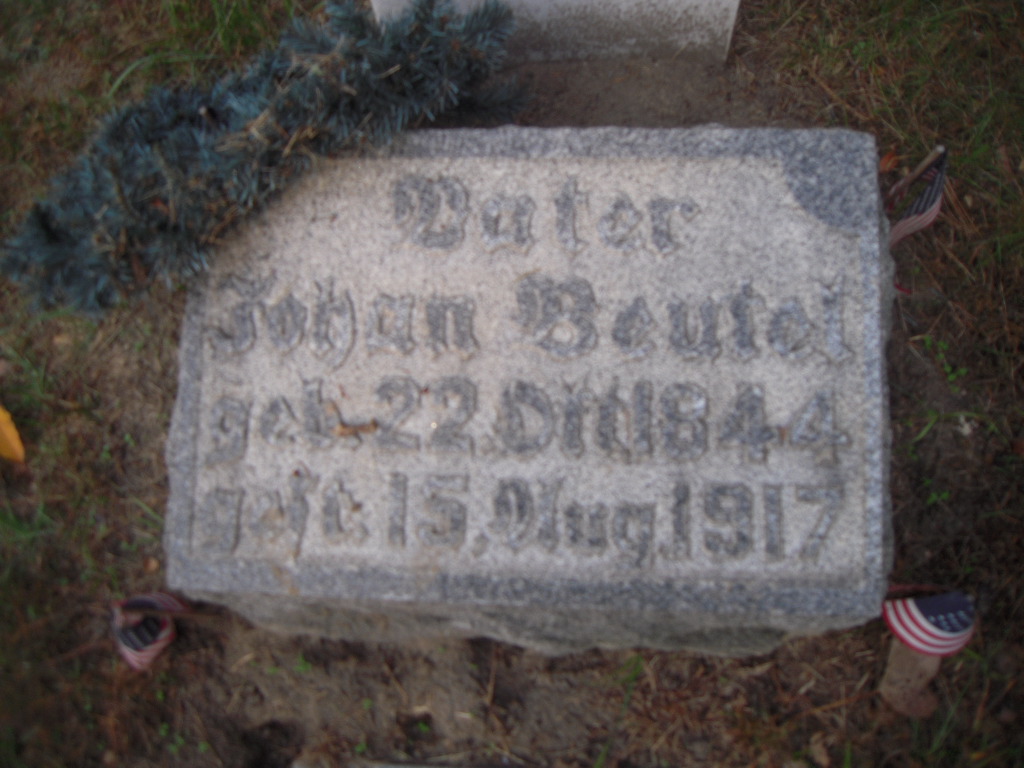 Vater
Johan Beutel
geb. 22. Okt. 1844
gest. 15. Aug. 1917